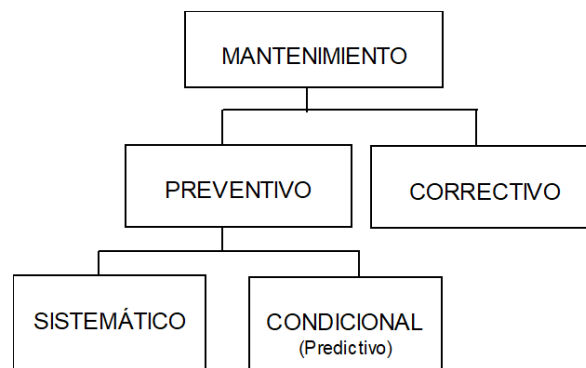 MANTENIMIENTO
PREVENTIVO
CORRECTIVO
SISTEMÁTICO
CONDICIONAL
(Predictivo)